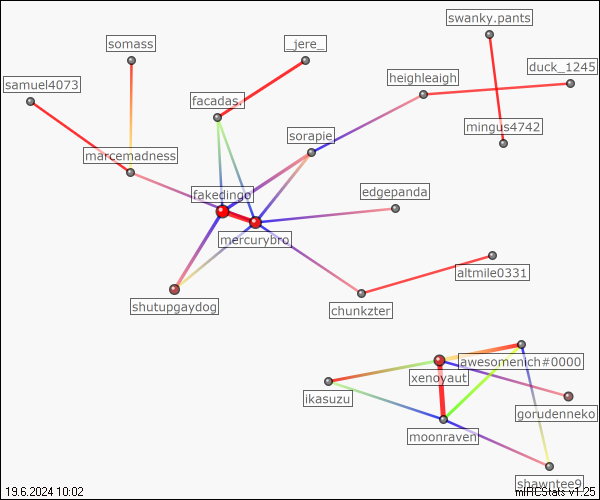 swanky.pants
somass
_jere_
duck_1245
heighleaigh
samuel4073
facadas.
mingus4742
sorapie
marcemadness
fakedingo
edgepanda
mercurybro
altmile0331
shutupgaydog
chunkzter
awesomenich#0000
xenoyaut
ikasuzu
gorudenneko
moonraven
shawntee9
19.6.2024 10:02
mIRCStats v1.25